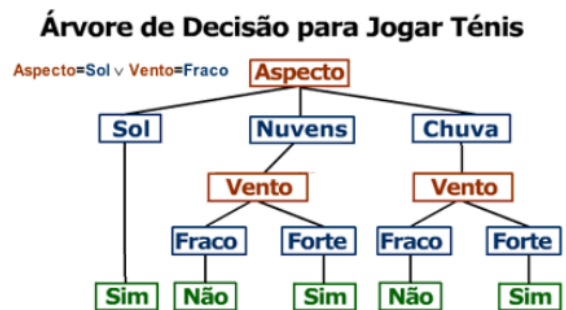 Árvore de Decisão para Jogar Ténis
Aspecto=Sol ∨ Vento=Fraco
Aspecto
Sol Nuvens Chuva
Vento Vento
Fraco Forte Fraco Forte
Sim Não Sim Não Sim